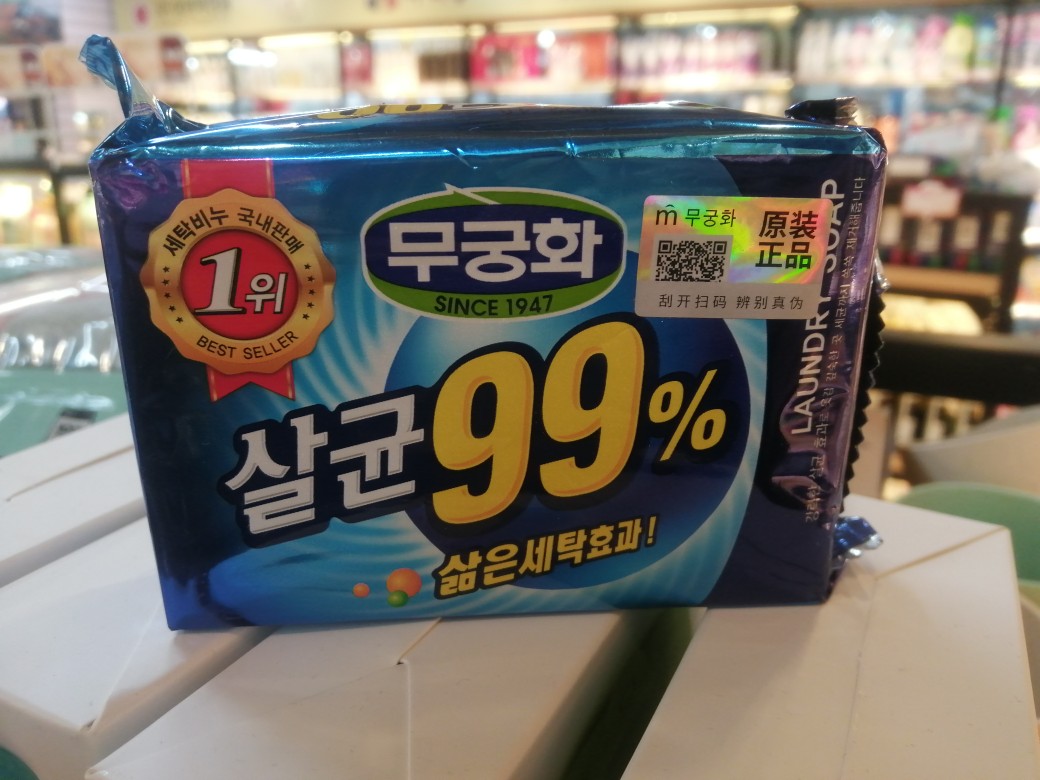 세탁비누 국내판매
1위
BEST SELLER
무궁화
SINCE 1947
m 무궁화
原装
正品
刮开扫码 辨别真伪
살균99%
삶은세탁효과!
LAUNDRY SOAP